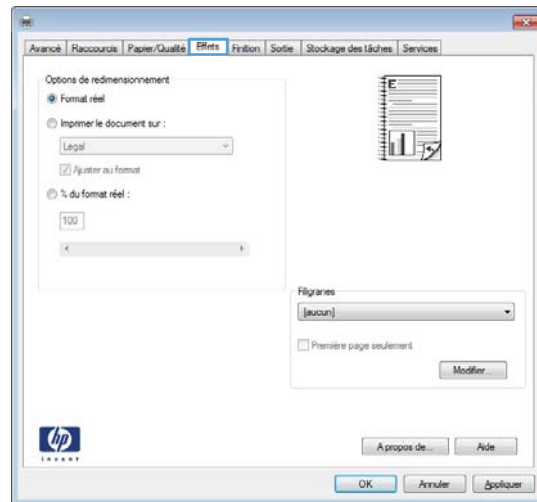 Avancé Raccourcis Papier/Qualité Effets Finition Sortie Stockage des tâches Services
Options de redimensionnement
Format réel
Imprimer le document sur :
Legal
Ajuster au format
% du format réel :
100
E
Filigranes
[aucun]
Première page seulement
Modifier...
hp
invent
A propos de...
Aide
OK
Annuler
Appliquer